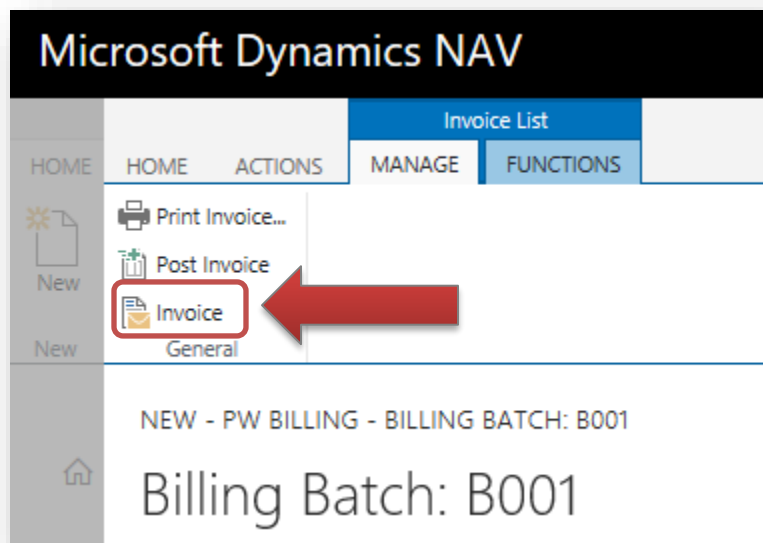 Microsoft Dynamics NAV
Invoice List
HOME HOME ACTIONS MANAGE FUNCTIONS
Print Invoice...
Post Invoice
New
Invoice
New General
NEW - PW BILLING - BILLING BATCH: B001
Billing Batch: B001